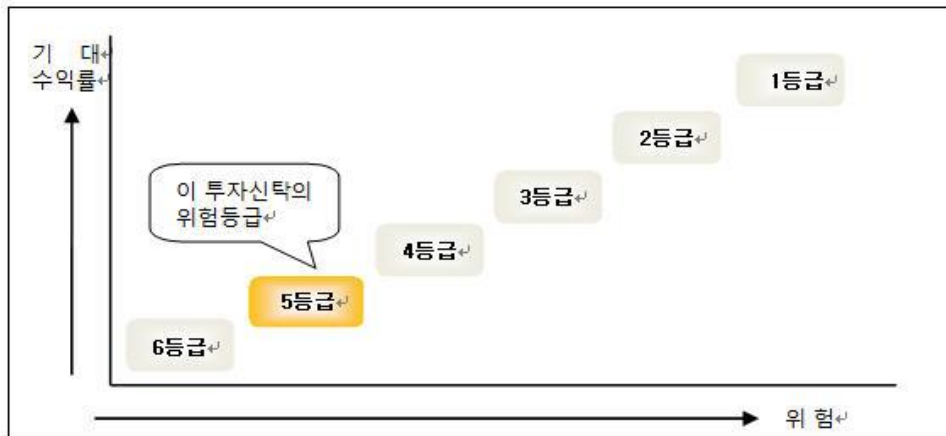 기 대↵
수익률↵
1등급↵
2등급↵
3등급↵
이 투자신탁의
위험등급↵
4등급↵
5등급↵
6등급↵
위 험↵